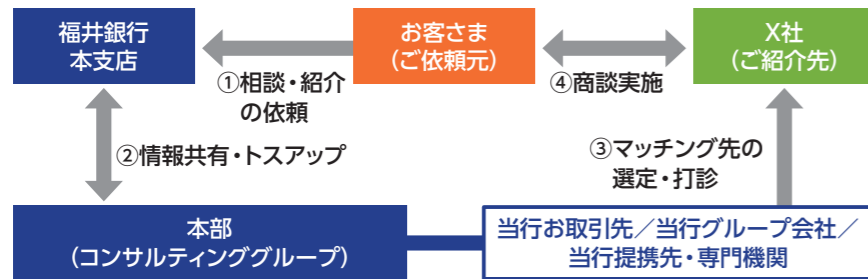 福井銀行
本支店
お客さま
(ご依頼元)
X社
(ご紹介先)
①相談・紹介
の依頼
④商談実施
②情報共有・トスアップ
③マッチング先の
選定・打診
本部
(コンサルティンググループ)
当行お取引先／当行グループ会社／
当行提携先・専門機関